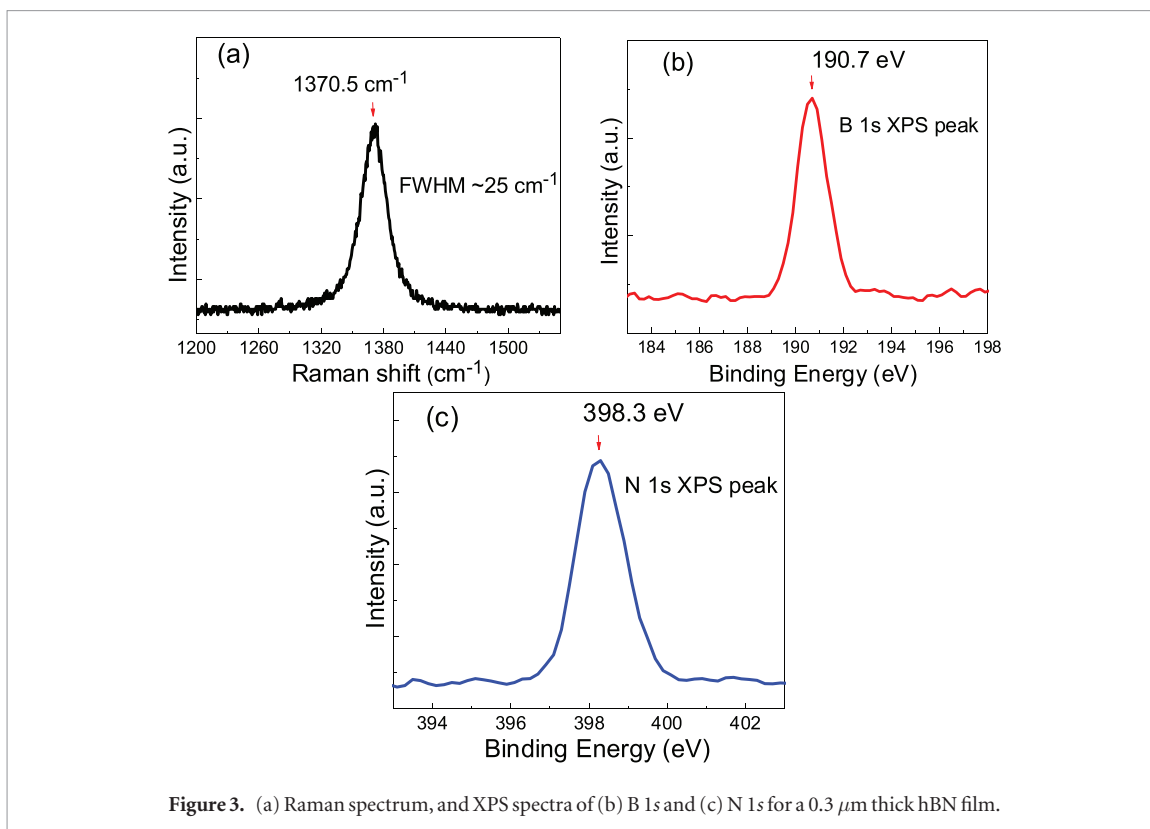 (a)
1370.5 cm⁻¹
FWHM ~25 cm⁻¹
Intensity (a.u.)
1200 1260 1320 1380 1440 1500
Raman shift (cm⁻¹)
(b)
190.7 eV
B 1s XPS peak
Intensity (a.u.)
184 186 188 190 192 194 196 198
Binding Energy (eV)
(c)
398.3 eV
N 1s XPS peak
Intensity (a.u.)
394 396 398 400 402
Binding Energy (eV)
Figure 3. (a) Raman spectrum, and XPS spectra of (b) B 1s and (c) N 1s for a 0.3 μm thick hBN film.